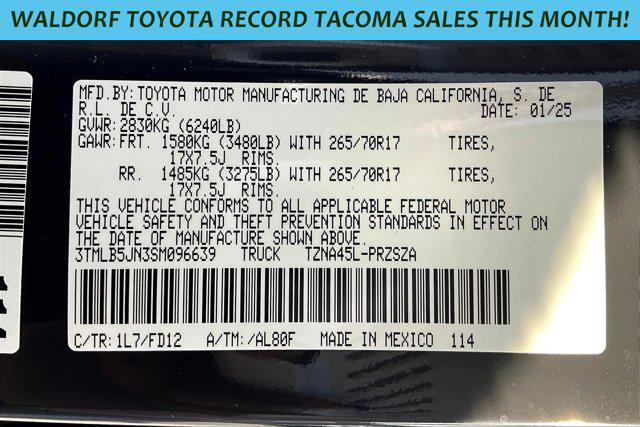 WALDORF TOYOTA RECORD TACOMA SALES THIS MONTH!
MFD.BY:TOYOTA MOTOR MANUFACTURING DE BAJA CALIFORNIA, S. DE
R.L. DE C.V. DATE: 01/25
GVWR:2830KG (6240LB)
GAWR:FRT. 1580KG (3480LB) WITH 265/70R17 TIRES,
17X7.5J RIMS.
RR. 1485KG (3275LB) WITH 265/70R17 TIRES,
17X7.5J RIMS.
THIS VEHICLE CONFORMS TO ALL APPLICABLE FEDERAL MOTOR
VEHICLE SAFETY AND THEFT PREVENTION STANDARDS IN EFFECT ON
THE DATE OF MANUFACTURE SHOWN ABOVE.
3TMLB5JN3SM096639 TRUCK TZNA45L-PRZSZA
C/TR:1L7/FD12 A/TM:/AL80F MADE IN MEXICO 114